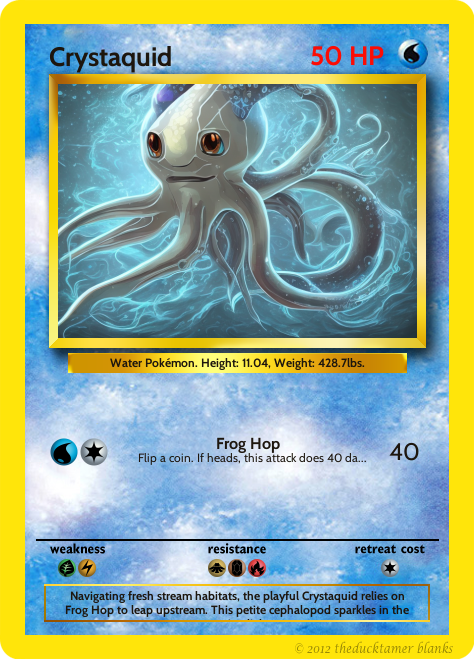 Crystaquid 50 HP
Water Pokémon. Height: 11.04, Weight: 428.7lbs.
Frog Hop
Flip a coin. If heads, this attack does 40 da... 40
weakness resistance retreat cost
Navigating fresh stream habitats, the playful Crystaquid relies on
Frog Hop to leap upstream. This petite cephalopod sparkles in the
© 2012 theducktamer blanks